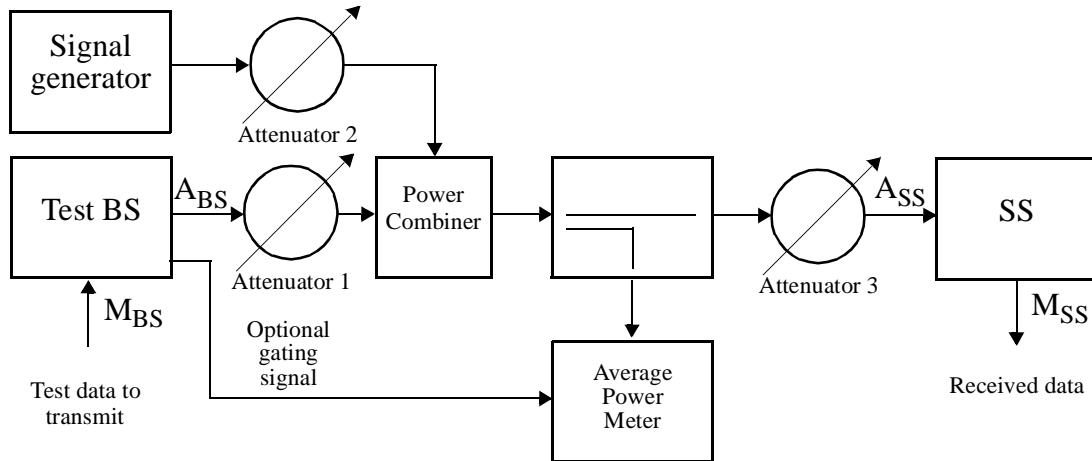 Signal
generator
Attenuator 2
Test BS
A_BS
Attenuator 1
Power
Combiner
Attenuator 3
A_SS
SS
M_BS
M_SS
Optional
gating
signal
Test data to
transmit
Average
Power
Meter
Received data